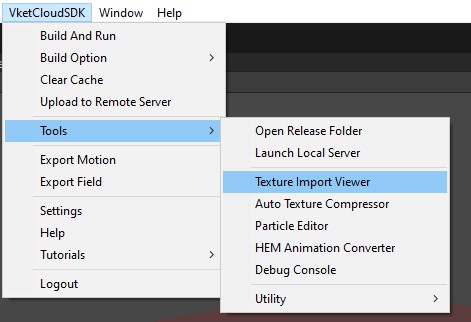 VketCloudSDK Window Help
Build And Run
Build Option >
Clear Cache
Upload to Remote Server
Tools >
Export Motion
Export Field
Settings
Help
Tutorials >
Logout
Open Release Folder
Launch Local Server
Texture Import Viewer
Auto Texture Compressor
Particle Editor
HEM Animation Converter
Debug Console
Utility >